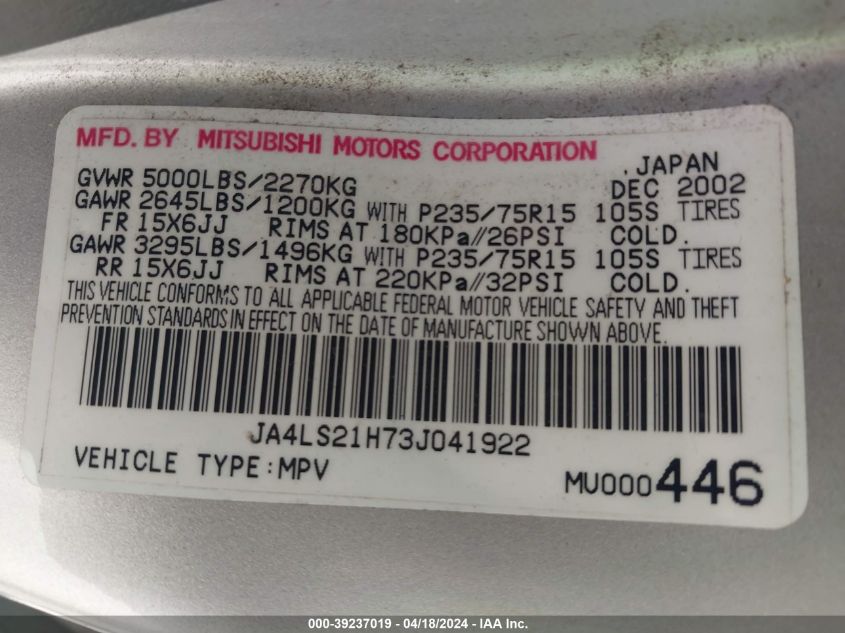 MFD. BY MITSUBISHI MOTORS CORPORATION
, JAPAN
GVWR 5000LBS/2270KG DEC 2002
GAWR 2645LBS/1200KG WITH P235/75R15 105S TIRES
FR 15X6JJ RIMS AT 180KPa//26PSI COLD.
GAWR 3295LBS/1496KG WITH P235/75R15 105S TIRES
RR 15X6JJ RIMS AT 220KPa//32PSI COLD.
THIS VEHICLE CONFORMS TO ALL APPLICABLE FEDERAL MOTOR VEHICLE SAFETY AND THEFT
PREVENTION STANDARDS IN EFFECT ON THE DATE OF MANUFACTURE SHOWN ABOVE.
JA4LS21H73J041922
VEHICLE TYPE:MPV MU000446
000-39237019 - 04/18/2024 - IAA Inc.